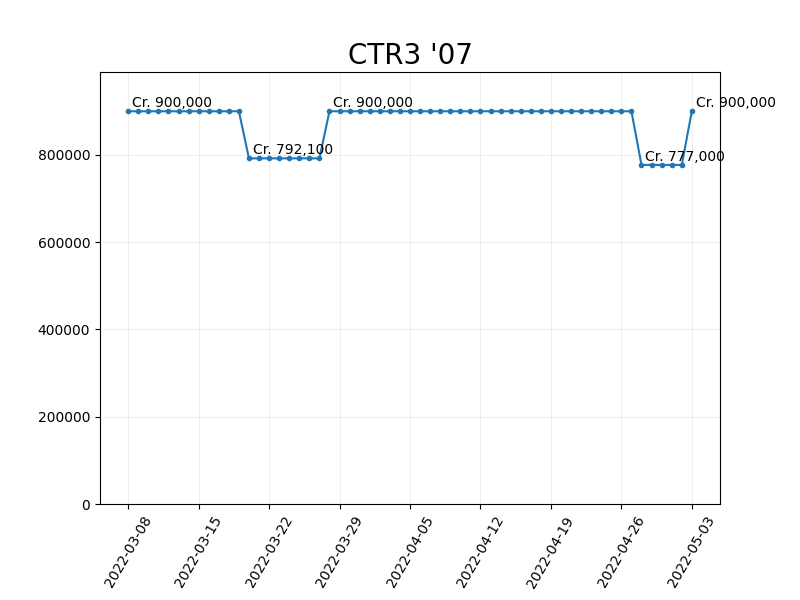 CTR3 '07
Cr. 900,000
Cr. 900,000
Cr. 900,000
Cr. 792,100
Cr. 777,000
800000
600000
400000
200000
0
2022-03-08
2022-03-15
2022-03-22
2022-03-29
2022-04-05
2022-04-12
2022-04-19
2022-04-26
2022-05-03